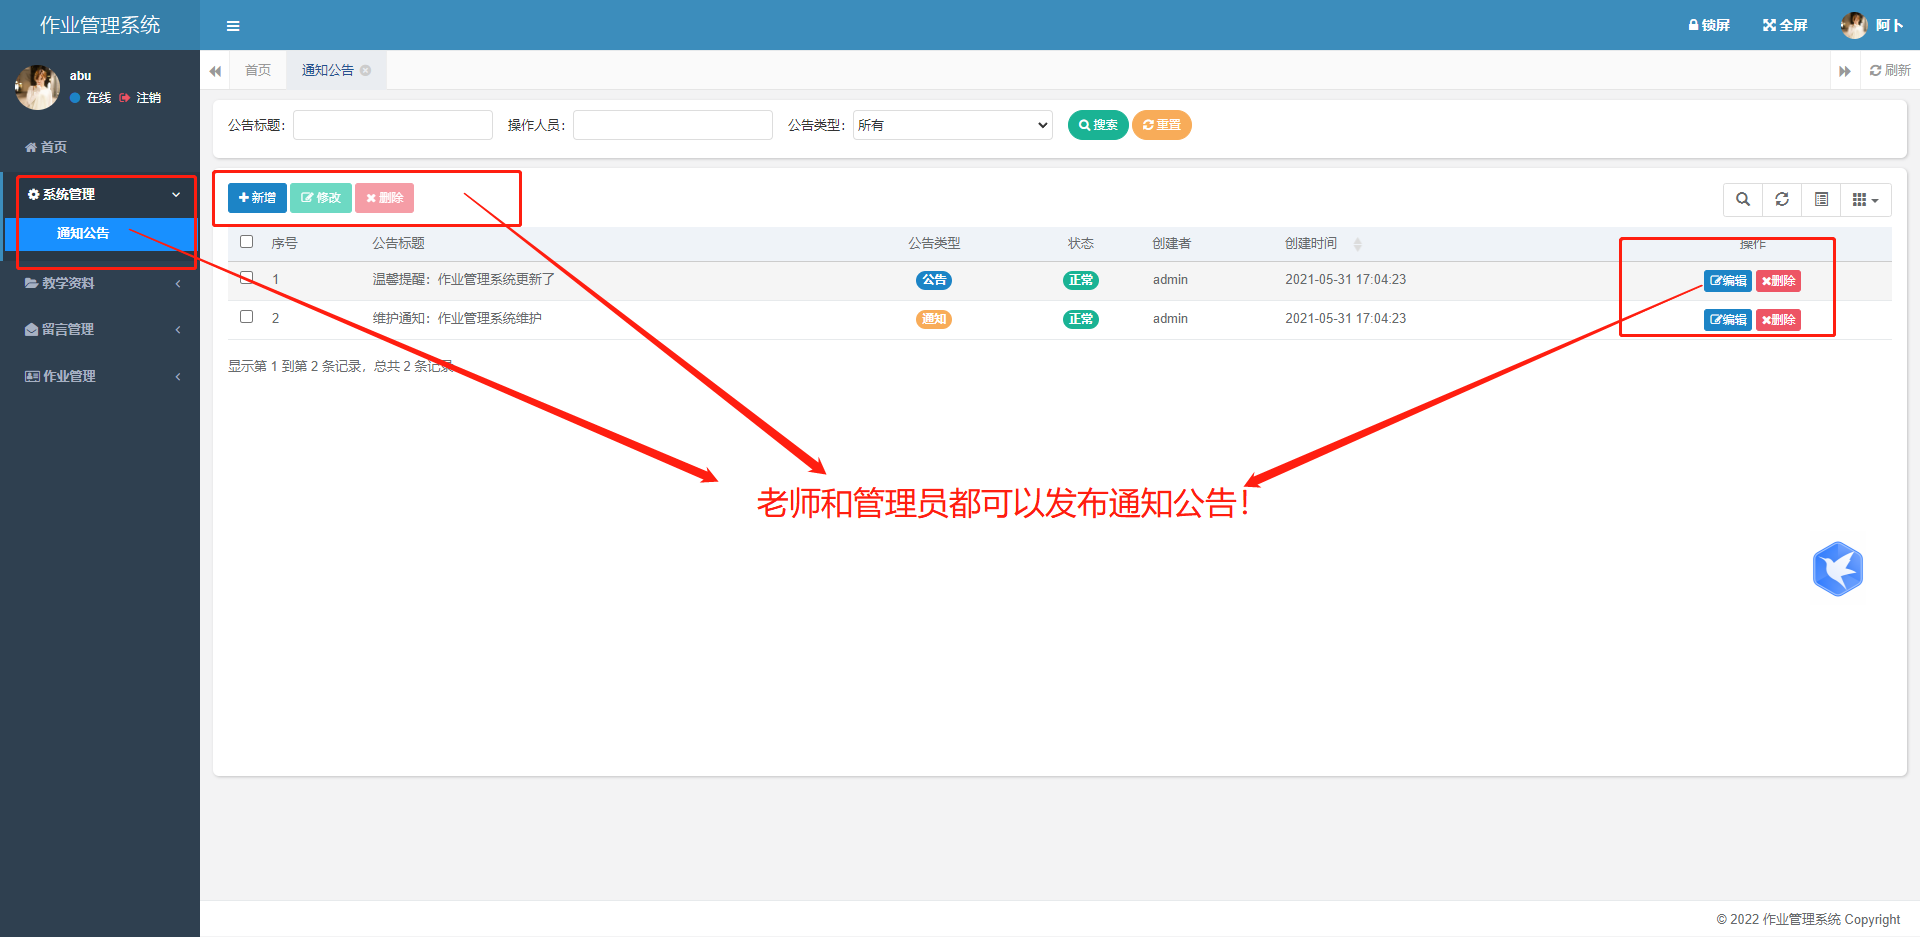 作业管理系统
锁屏 全屏 阿卜
abu
在线 注销
首页
系统管理
通知公告
教学资料
留言管理
作业管理
首页 通知公告 刷新
公告标题： 操作人员： 公告类型： 所有 搜索 重置
新增 修改 删除
序号 公告标题 公告类型 状态 创建者 创建时间 操作
1 温馨提醒：作业管理系统更新了 公告 正常 admin 2021-05-31 17:04:23 编辑 删除
2 维护通知：作业管理系统维护 通知 正常 admin 2021-05-31 17:04:23 编辑 删除
显示第 1 到第 2 条记录，总共 2 条记录
老师和管理员都可以发布通知公告！
© 2022 作业管理系统 Copyright